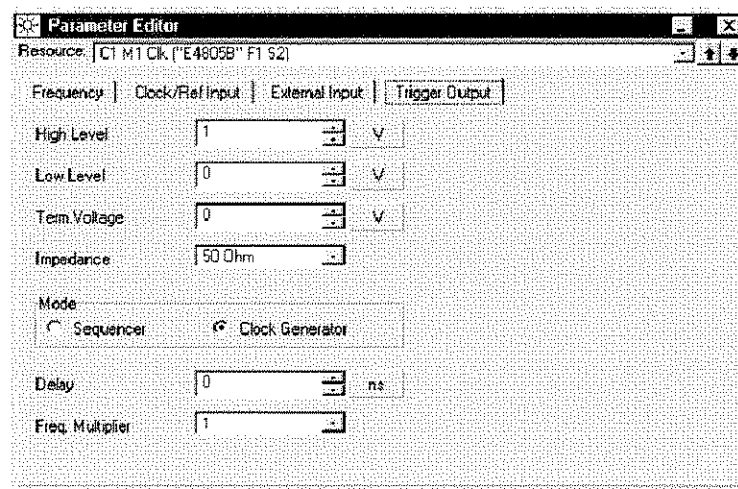 Parameter Editor
Resource: C1 M1 Clk ("E4805B" F1 S2)
Frequency Clock/Ref Input External Input Trigger Output
High Level 1 V
Low Level 0 V
Term.Voltage 0 V
Impedance 50 Ohm
Mode
Sequencer Clock Generator
Delay 0 ns
Freq. Multiplier 1